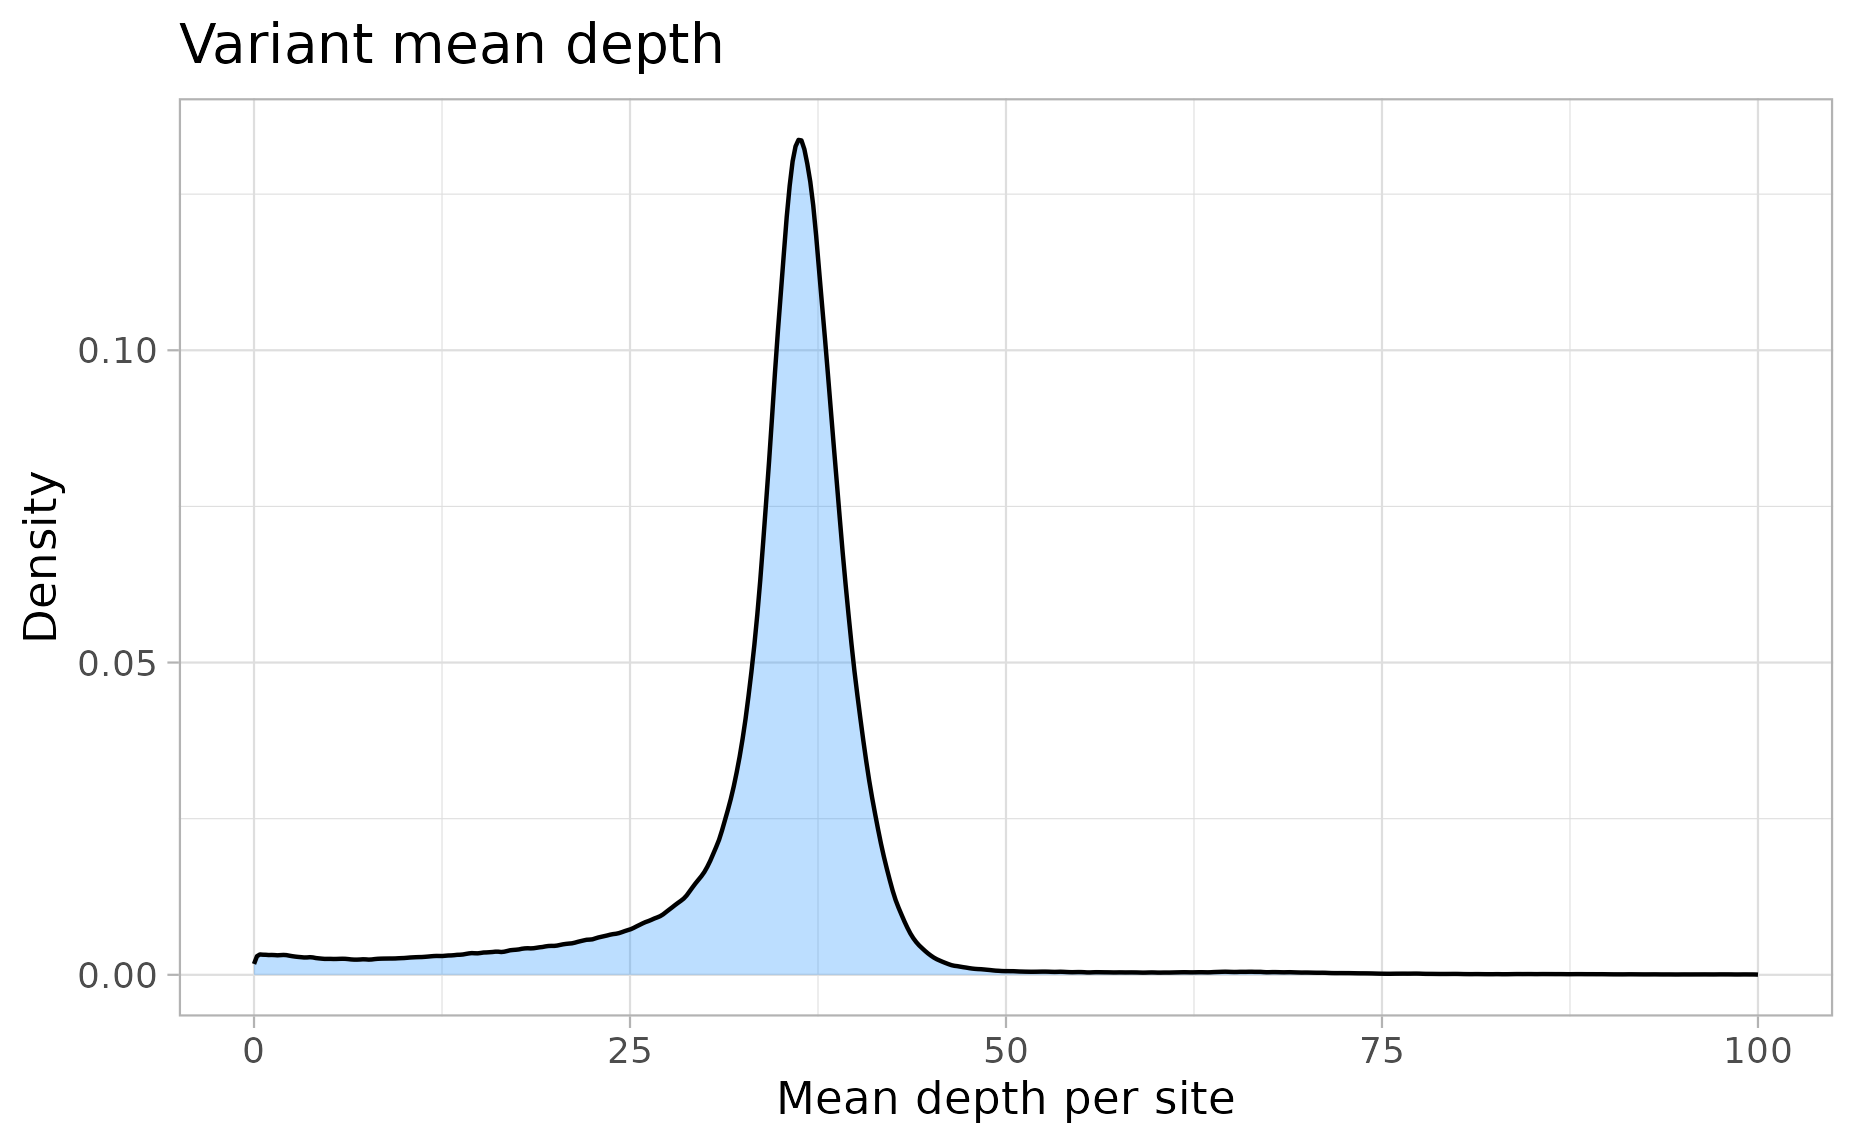 Variant mean depth
Density
0.10
0.05
0.00
0 25 50 75 100
Mean depth per site